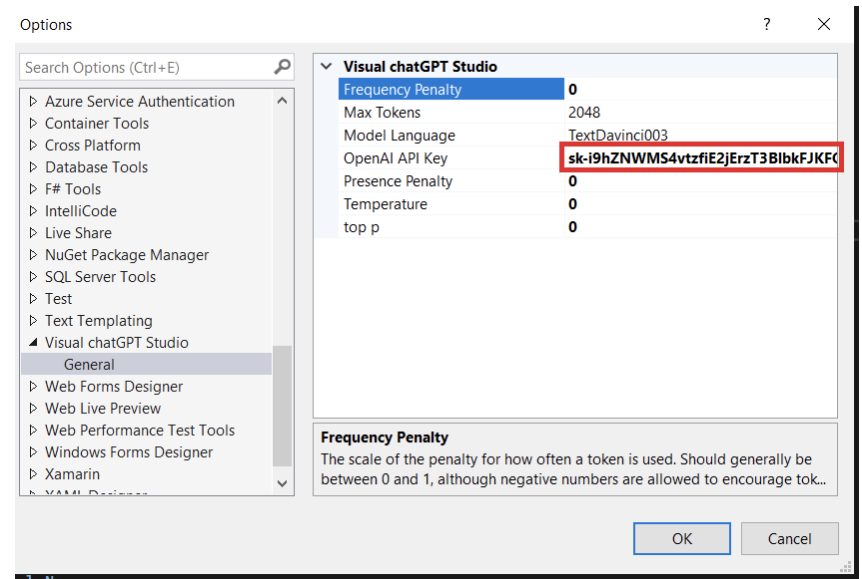 Options
Search Options (Ctrl+E)
Azure Service Authentication
Container Tools
Cross Platform
Database Tools
F# Tools
IntelliCode
Live Share
NuGet Package Manager
SQL Server Tools
Test
Text Templating
Visual chatGPT Studio
General
Web Forms Designer
Web Live Preview
Web Performance Test Tools
Windows Forms Designer
Xamarin
Visual chatGPT Studio
Frequency Penalty 0
Max Tokens 2048
Model Language TextDavinci003
OpenAI API Key sk-i9hZNWMS4vtzfiE2jErzT3BlbkFJKF
Presence Penalty 0
Temperature 0
top p 0
Frequency Penalty
The scale of the penalty for how often a token is used. Should generally be
between 0 and 1, although negative numbers are allowed to encourage tok...
OK
Cancel